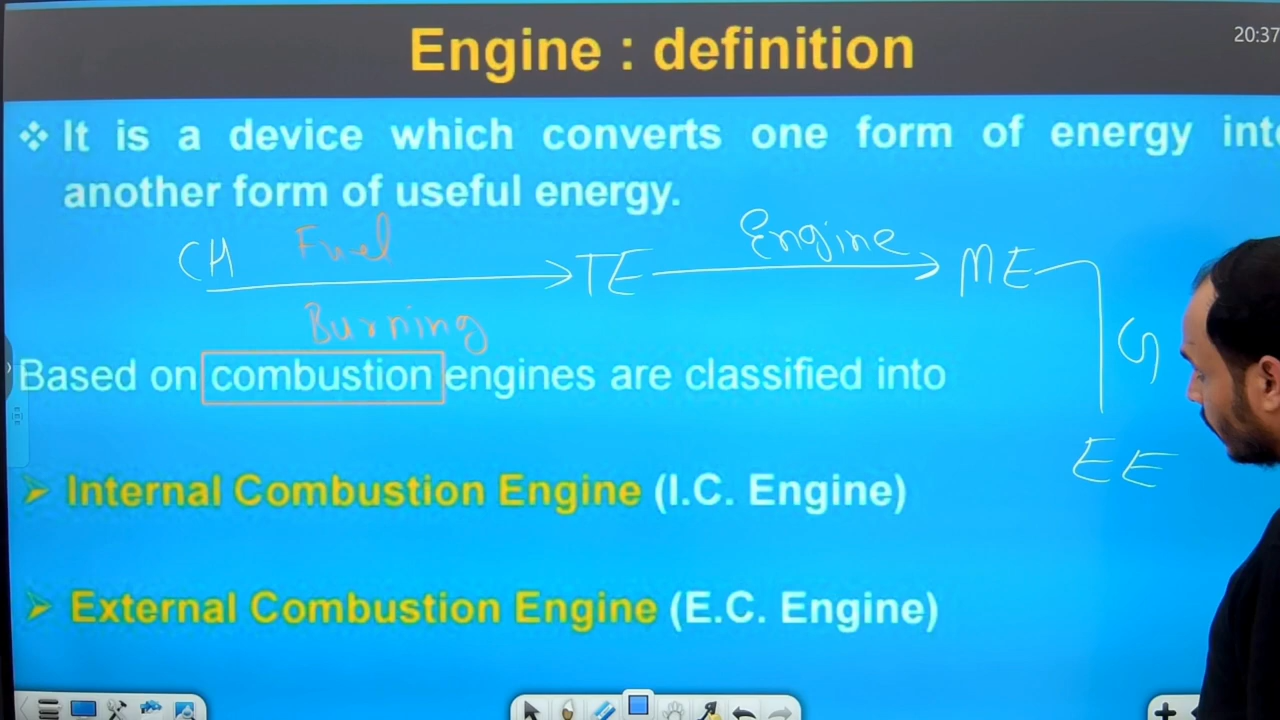 Engine : definition
20:37
❖ It is a device which converts one form of energy int
another form of useful energy.
CH Fuel TE Engine ME
Burning G
Based on combustion engines are classified into
EE
➢ Internal Combustion Engine (I.C. Engine)
➢ External Combustion Engine (E.C. Engine)